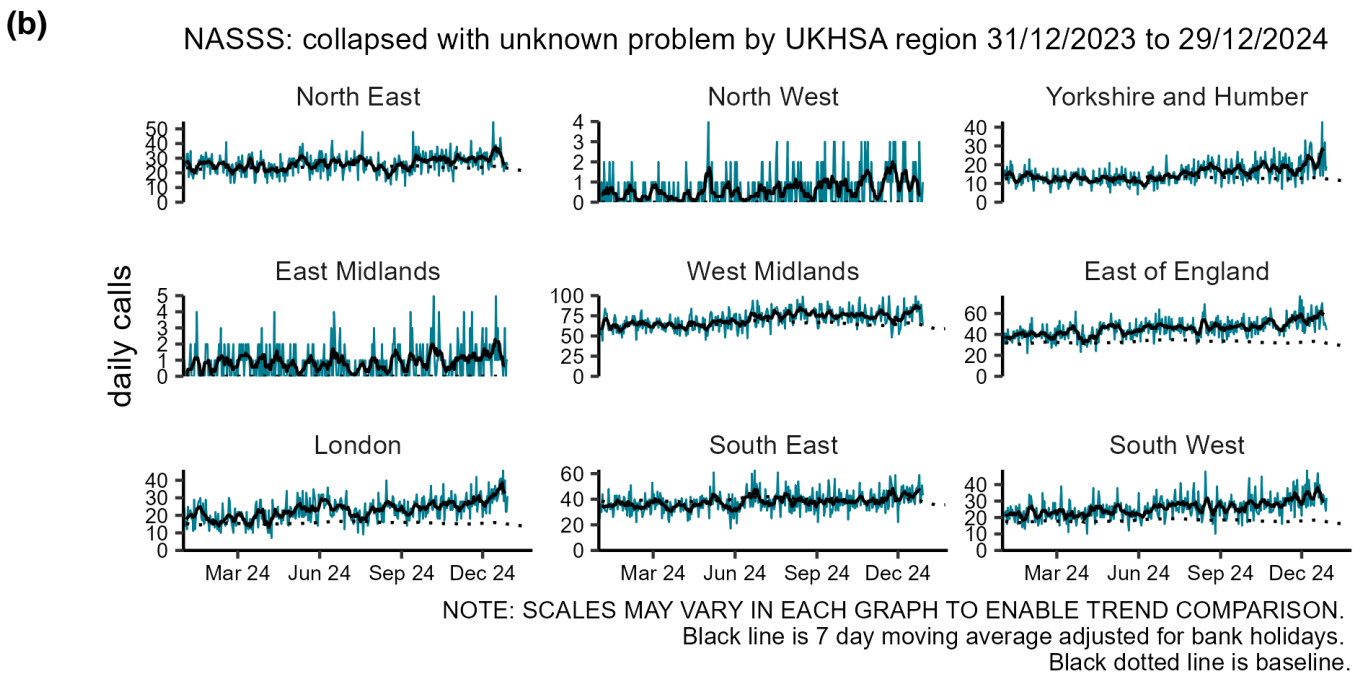 (b)
NASSS: collapsed with unknown problem by UKHSA region 31/12/2023 to 29/12/2024
North East
50
40
30
20
10
0
North West
4
3
2
1
0
Yorkshire and Humber
40
30
20
10
0
daily calls
East Midlands
5
4
3
2
1
0
West Midlands
100
75
50
25
0
East of England
60
40
20
0
London
40
30
20
10
0
Mar 24 Jun 24 Sep 24 Dec 24
South East
60
40
20
0
Mar 24 Jun 24 Sep 24 Dec 24
South West
40
30
20
10
0
Mar 24 Jun 24 Sep 24 Dec 24
NOTE: SCALES MAY VARY IN EACH GRAPH TO ENABLE TREND COMPARISON.
Black line is 7 day moving average adjusted for bank holidays.
Black dotted line is baseline.